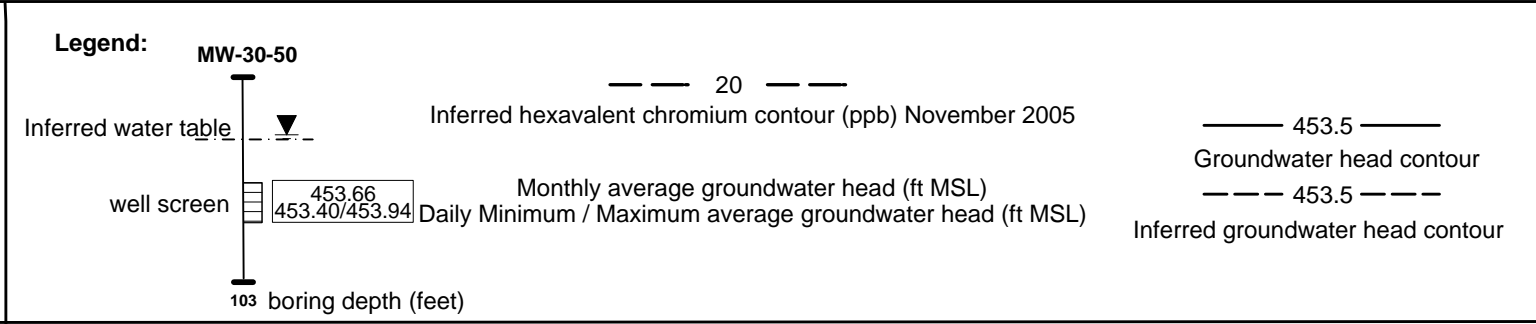 Legend:
MW-30-50
Inferred water table
well screen
453.66
453.40/453.94
103 boring depth (feet)
20
Inferred hexavalent chromium contour (ppb) November 2005
Monthly average groundwater head (ft MSL)
Daily Minimum / Maximum average groundwater head (ft MSL)
453.5
Groundwater head contour
453.5
Inferred groundwater head contour